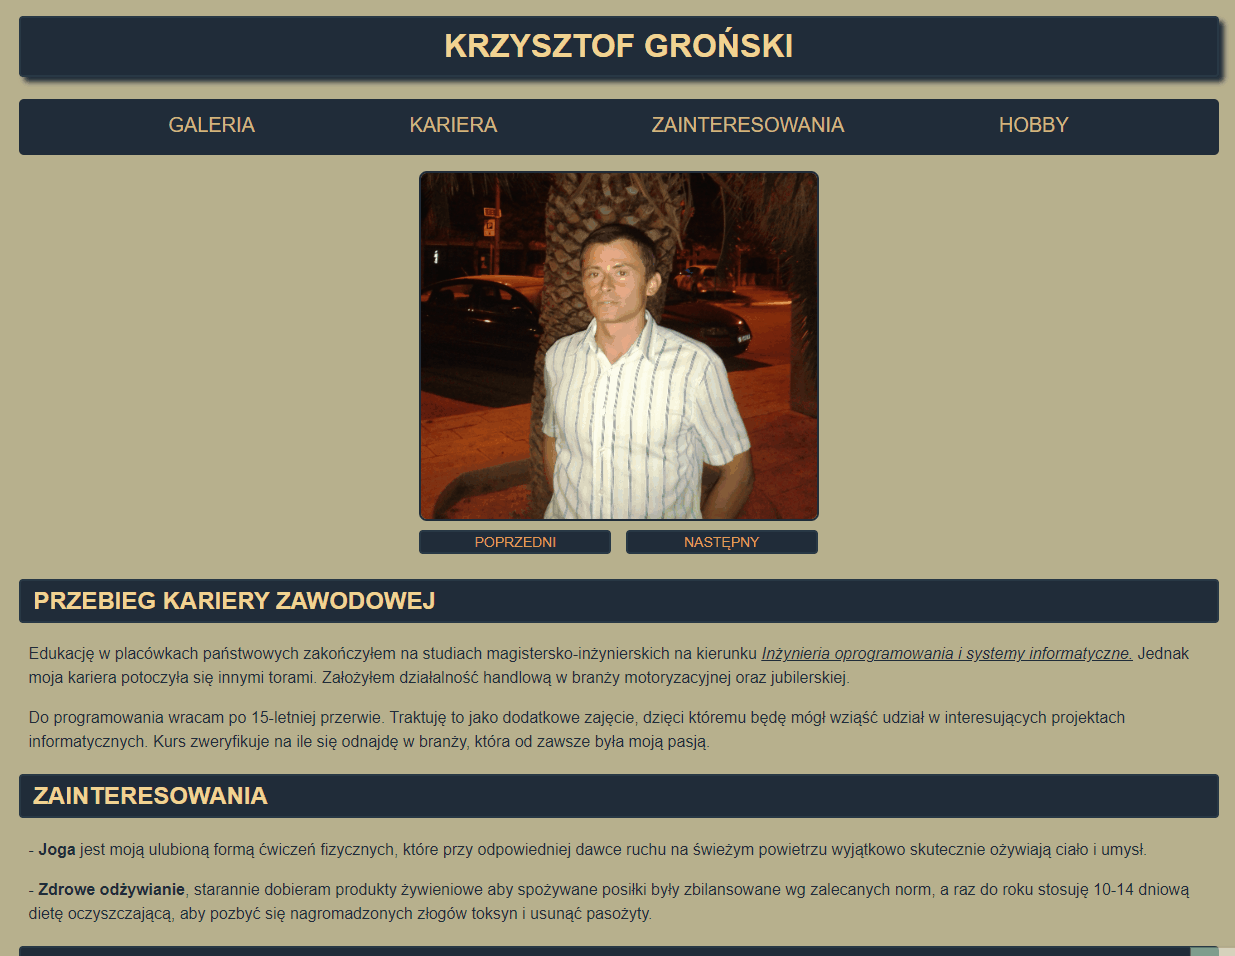 KRZYSZTOF GROŃSKI
GALERIA KARIERA ZAINTERESOWANIA HOBBY
POPRZEDNI NASTĘPNY
PRZEBIEG KARIERY ZAWODOWEJ
Edukację w placówkach państwowych zakończyłem na studiach magistersko-inżynierskich na kierunku Inżynieria oprogramowania i systemy informatyczne. Jednak
moja kariera potoczyła się innymi torami. Założyłem działalność handlową w branży motoryzacyjnej oraz jubilerskiej.
Do programowania wracam po 15-letniej przerwie. Traktuję to jako dodatkowe zajęcie, dzięci któremu będę mógł wziąść udział w interesujących projektach
informatycznych. Kurs zweryfikuje na ile się odnajdę w branży, która od zawsze była moją pasją.
ZAINTERESOWANIA
- Joga jest moją ulubioną formą ćwiczeń fizycznych, które przy odpowiedniej dawce ruchu na świeżym powietrzu wyjątkowo skutecznie ożywiają ciało i umysł.
- Zdrowe odżywianie, starannie dobieram produkty żywieniowe aby spożywane posiłki były zbilansowane wg zalecanych norm, a raz do roku stosuję 10-14 dniową
dietę oczyszczającą, aby pozbyć się nagromadzonych złogów toksyn i usunąć pasożyty.